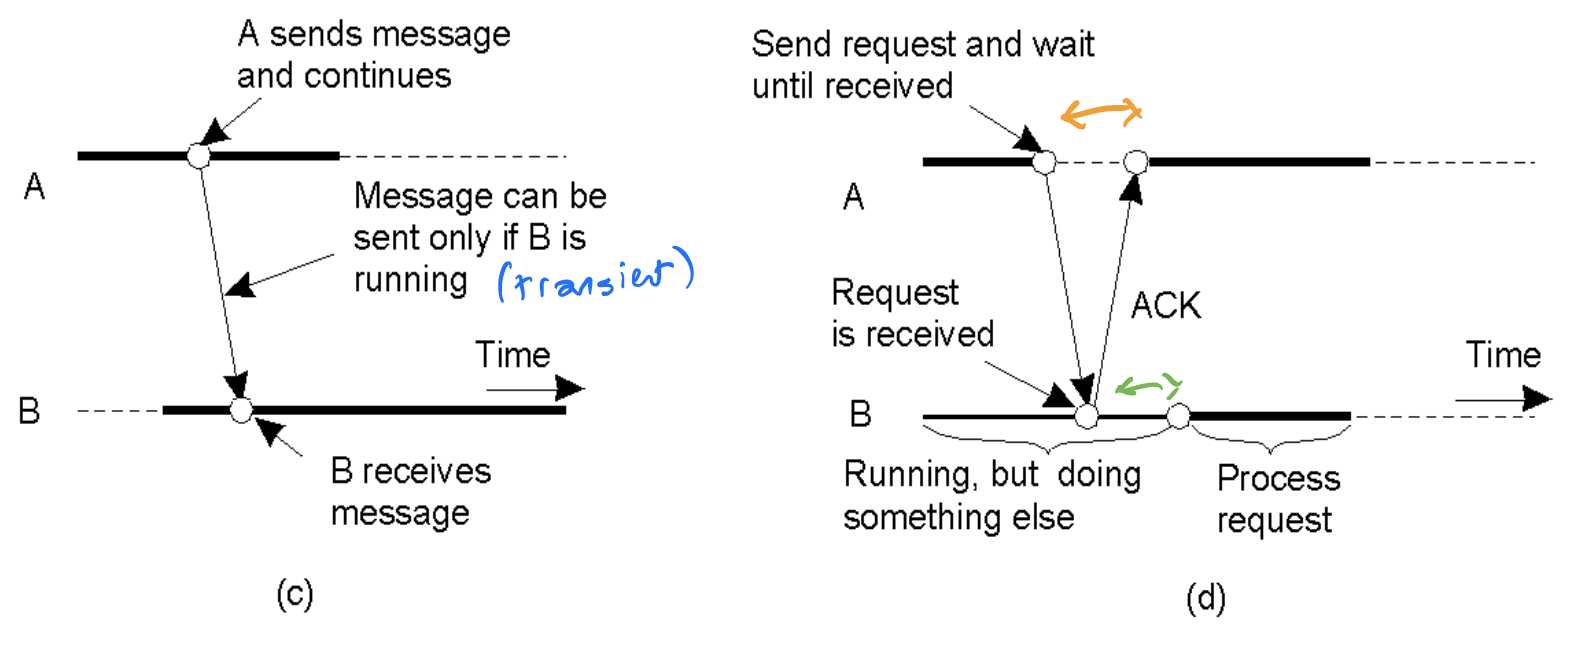 A sends message
and continues
A
Message can be
sent only if B is
running (transient)
Time
B
B receives
message
(c)
Send request and wait
until received
A
Request
is received
ACK
Time
B
Running, but doing
something else
Process
request
(d)